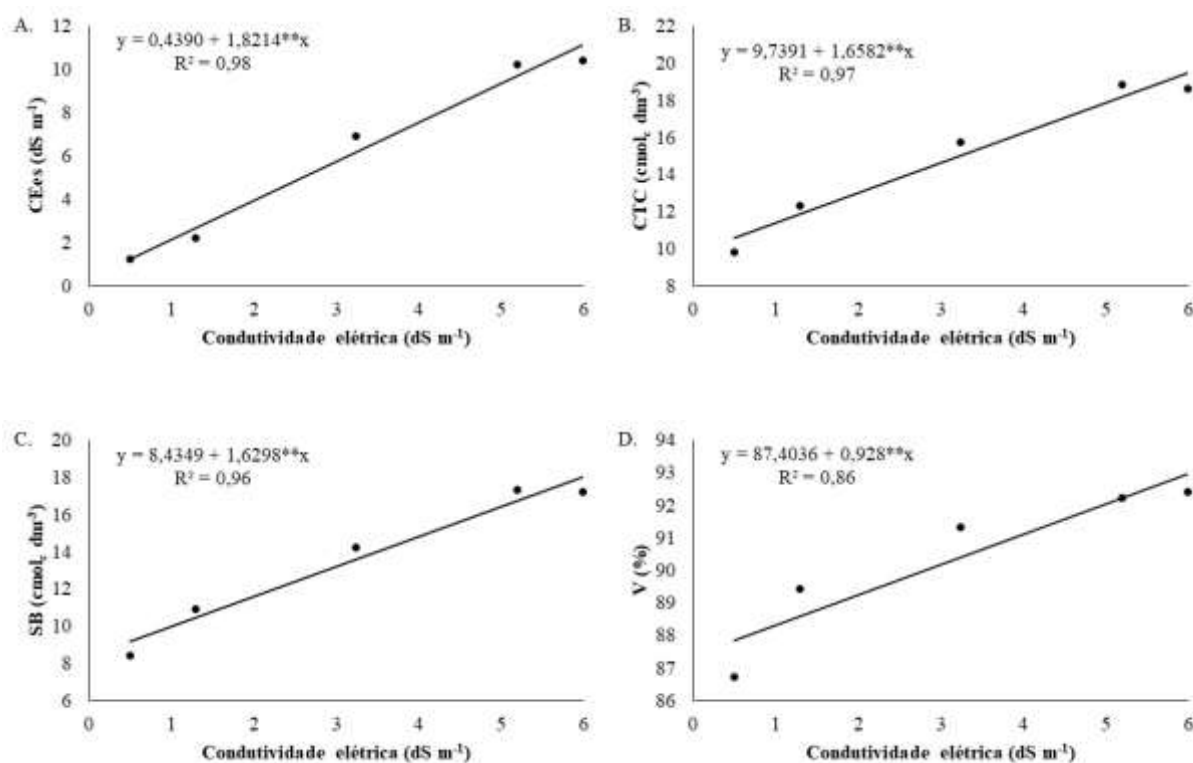 A.
y = 0,4390 + 1,8214**x
R² = 0,98
12
10
8
6
4
2
0
CEes (dS m⁻¹)
0 1 2 3 4 5 6
Condutividade elétrica (dS m⁻¹)
B.
y = 9,7391 + 1,6582**x
R² = 0,97
22
20
18
16
14
12
10
8
CTC (cmolc dm⁻³)
0 1 2 3 4 5 6
Condutividade elétrica (dS m⁻¹)
C.
y = 8,4349 + 1,6298**x
R² = 0,96
20
18
16
14
12
10
8
6
SB (cmolc dm⁻³)
0 1 2 3 4 5 6
Condutividade elétrica (dS m⁻¹)
D.
y = 87,4036 + 0,928**x
R² = 0,86
94
93
92
91
90
89
88
87
86
V (%)
0 1 2 3 4 5 6
Condutividade elétrica (dS m⁻¹)